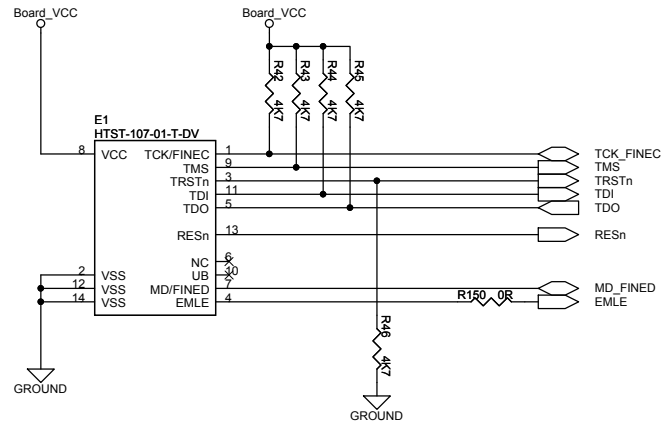 Board_VCC
Board_VCC
R42 4K7
R43 4K7
R44 4K7
R45 4K7
E1
HTST-107-01-T-DV
8 VCC TCK/FINEC 1 TCK_FINEC
TMS 9 TMS
TRSTn 3 TRSTn
TDI 11 TDI
TDO 5 TDO
RESn 13 RESn
NC 6
2 VSS UB 10
12 VSS MD/FINED 7 MD_FINED
14 VSS EMLE 4 R150 0R EMLE
R46 4K7
GROUND
GROUND